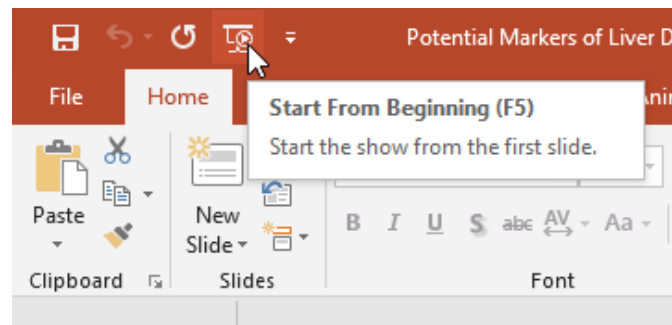 Potential Markers of Liver D
File Home
Start From Beginning (F5)
Start the show from the first slide.
Paste
New
Slide
B I U S abc AV Aa
Clipboard Slides Font